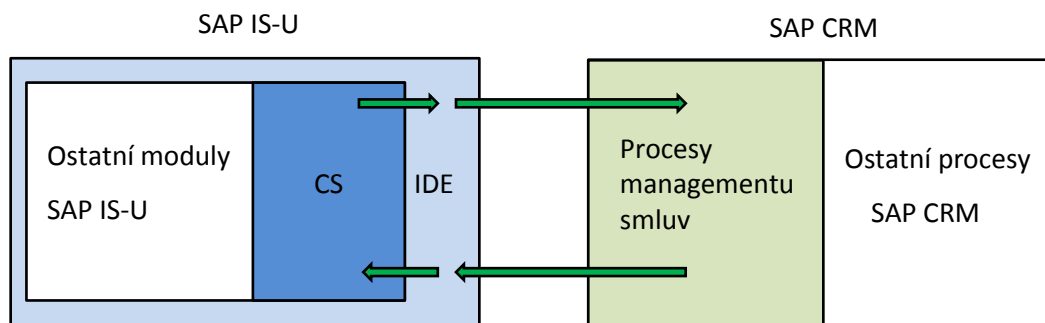 SAP IS-U
SAP CRM
Ostatní moduly
SAP IS-U
CS
IDE
Procesy
managementu
smluv
Ostatní procesy
SAP CRM